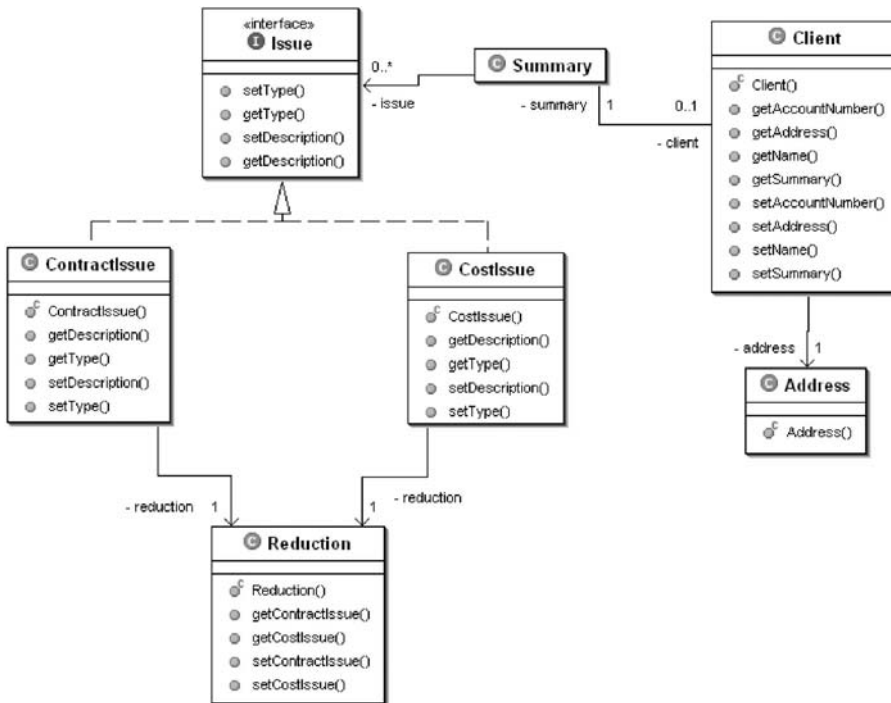 «interface»
I Issue
setType()
getType()
setDescription()
getDescription()
0..*
- issue
C Summary
- summary
1
0..1
- client
C Client
c Client()
getAccountNumber()
getAddress()
getName()
getSummary()
setAccountNumber()
setAddress()
setName()
setSummary()
C ContractIssue
c ContractIssue()
getDescription()
getType()
setDescription()
setType()
C CostIssue
c CostIssue()
getDescription()
getType()
setDescription()
setType()
- address
1
C Address
c Address()
- reduction
1
1
- reduction
C Reduction
c Reduction()
getContractIssue()
getCostIssue()
setContractIssue()
setCostIssue()